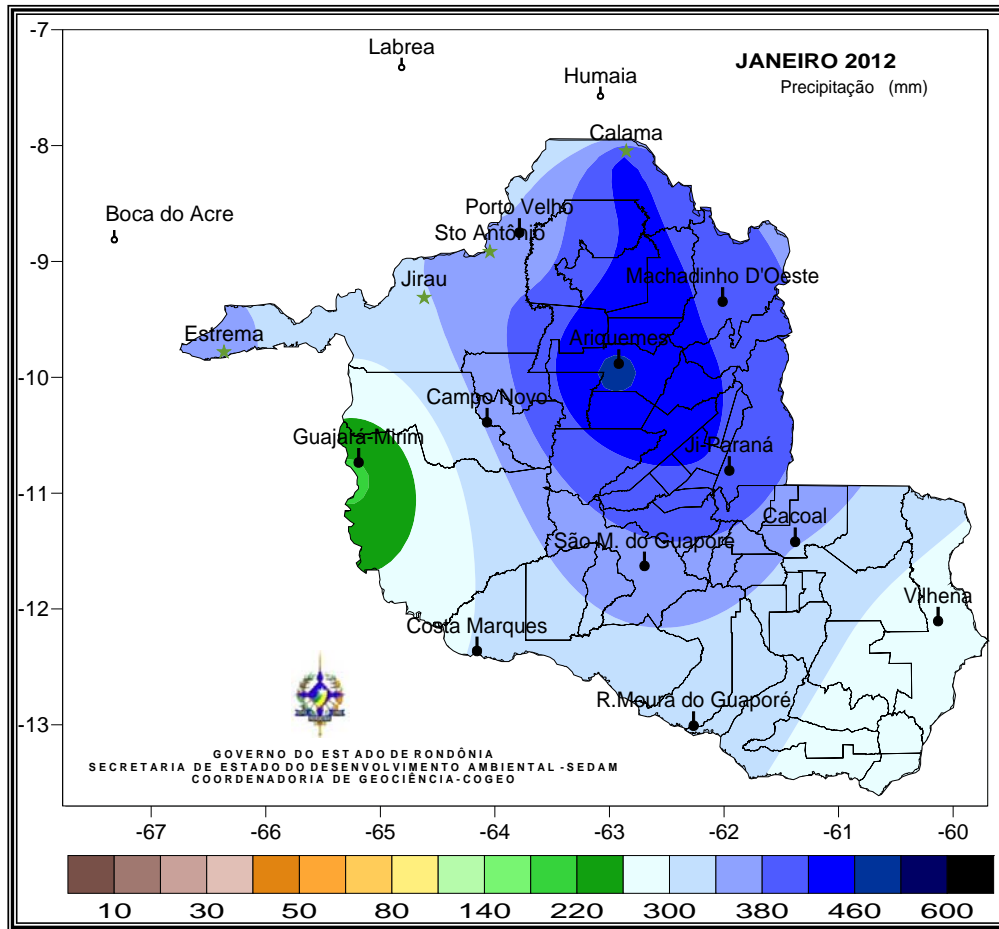 JANEIRO 2012
Precipitação (mm)
-7
-8
-9
-10
-11
-12
-13
Labrea
Humaia
Calama
Boca do Acre
Porto Velho
Sto Antônio
Machadinho D'Oeste
Jirau
Estrema
Ariquemes
Campo Novo
Guajará-Mirim
Ji-Paraná
Cacoal
São M. do Guaporé
Vilhena
Costa Marques
R.Moura do Guaporé
GOVERNO DO ESTADO DE RONDÔNIA
SECRETARIA DE ESTADO DO DESENVOLVIMENTO AMBIENTAL -SEDAM
COORDENADORIA DE GEOCIÊNCIA-COGEO
-67 -66 -65 -64 -63 -62 -61 -60
10 30 50 80 140 220 300 380 460 600